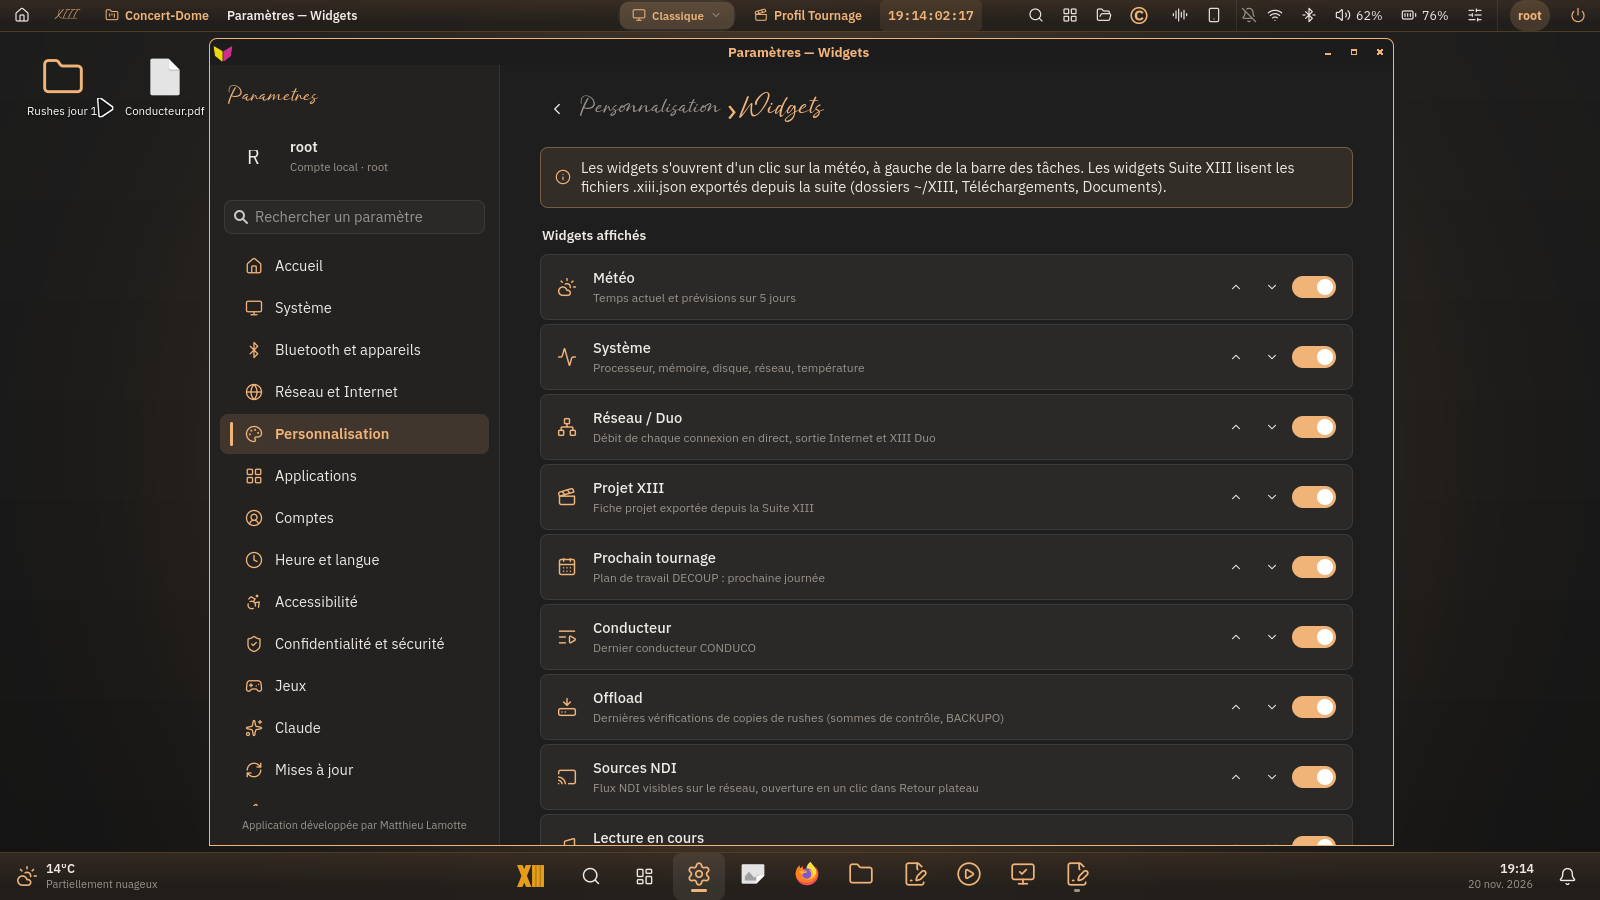 XIII
Concert-Dome
Paramètres — Widgets
Classique
Profil Tournage
19:14:02:17
62%
76%
root
Rushes jour 1
Conducteur.pdf
Paramètres — Widgets
Paramètres
R
root
Compte local · root
Rechercher un paramètre
Accueil
Système
Bluetooth et appareils
Réseau et Internet
Personnalisation
Applications
Comptes
Heure et langue
Accessibilité
Confidentialité et sécurité
Jeux
Claude
Mises à jour
Application développée par Matthieu Lamotte
Personnalisation › Widgets
Les widgets s'ouvrent d'un clic sur la météo, à gauche de la barre des tâches. Les widgets Suite XIII lisent les
fichiers .xiii.json exportés depuis la suite (dossiers ~/XIII, Téléchargements, Documents).
Widgets affichés
Météo
Temps actuel et prévisions sur 5 jours
Système
Processeur, mémoire, disque, réseau, température
Réseau / Duo
Débit de chaque connexion en direct, sortie Internet et XIII Duo
Projet XIII
Fiche projet exportée depuis la Suite XIII
Prochain tournage
Plan de travail DECOUP : prochaine journée
Conducteur
Dernier conducteur CONDUCO
Offload
Dernières vérifications de copies de rushes (sommes de contrôle, BACKUPO)
Sources NDI
Flux NDI visibles sur le réseau, ouverture en un clic dans Retour plateau
Lecture en cours
14°C
Partiellement nuageux
XIII
19:14
20 nov. 2026